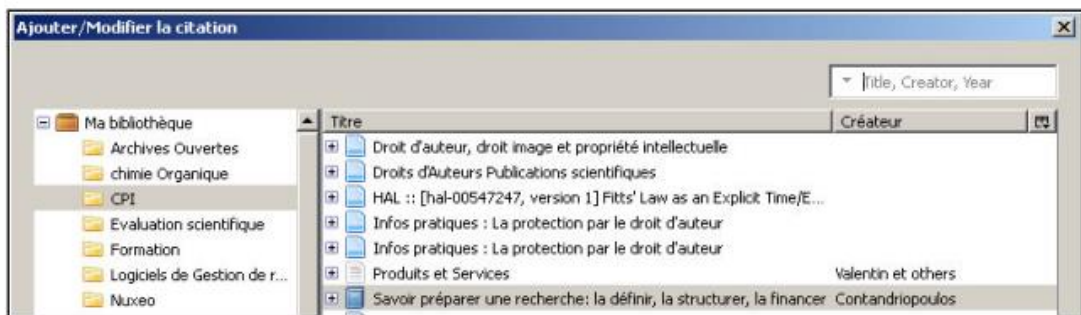 Ajouter/Modifier la citation
Title, Creator, Year
Ma bibliothèque
Archives Ouvertes
chimie Organique
CPI
Evaluation scientifique
Formation
Logiciels de Gestion de r...
Nuxeo
Titre Créateur
Droit d'auteur, droit image et propriété intellectuelle
Droits d'Auteurs Publications scientifiques
HAL :: [hal-00547247, version 1] Fitts' Law as an Explicit Time/E...
Infos pratiques : La protection par le droit d'auteur
Infos pratiques : La protection par le droit d'auteur
Produits et Services Valentin et others
Savoir préparer une recherche: la définir, la structurer, la financer Contandriopoulos